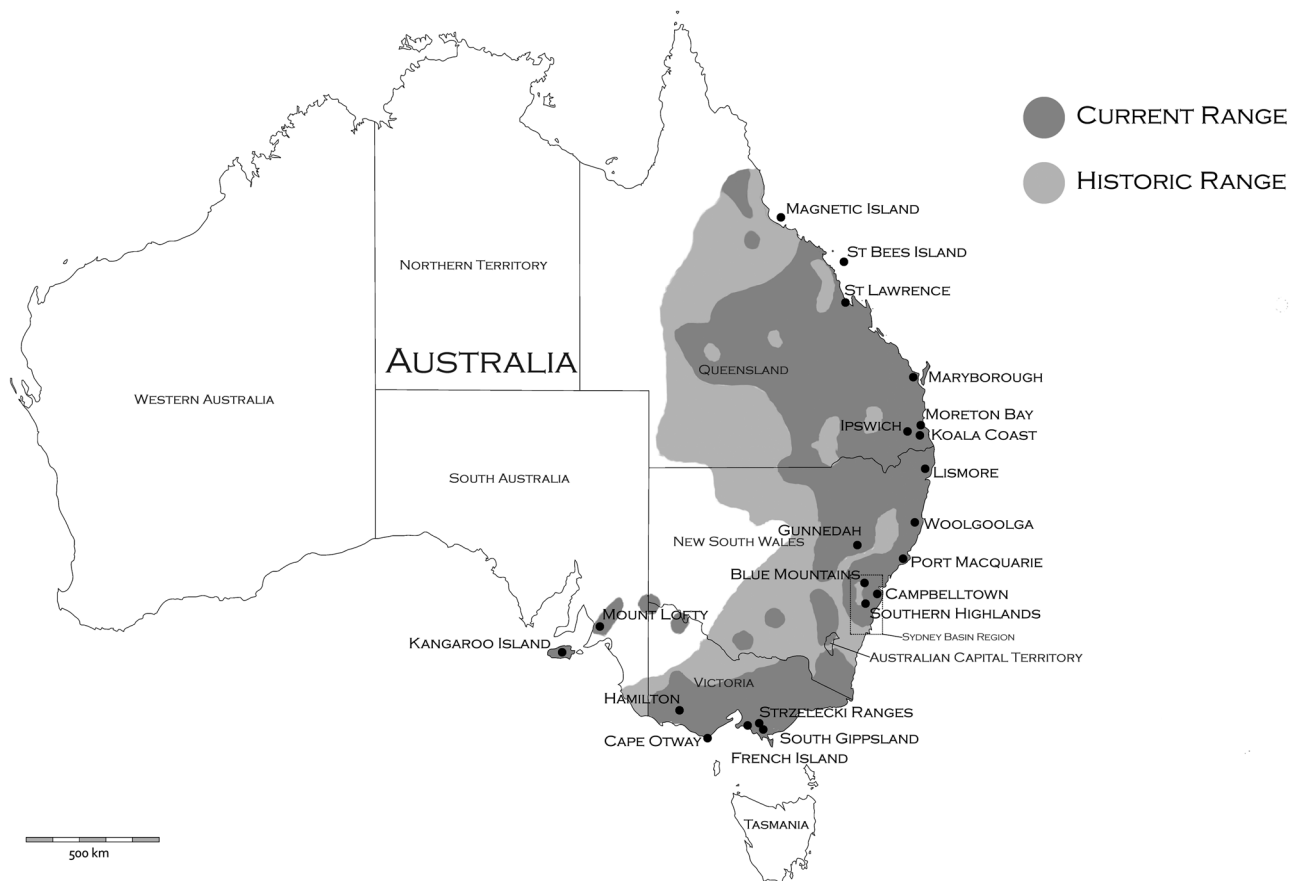 Current Range
Historic Range
Magnetic Island
St Bees Island
Northern Territory
St Lawrence
Australia
Queensland
Maryborough
Western Australia
Moreton Bay
Ipswich
Koala Coast
Lismore
South Australia
Woolgoolga
Gunnedah
New South Wales
Port Macquarie
Blue Mountains
Campbelltown
Mount Lofty
Southern Highlands
Sydney Basin Region
Kangaroo Island
Australian Capital Territory
Victoria
Hamilton
Strzelecki Ranges
Cape Otway
South Gippsland
French Island
Tasmania
500 km